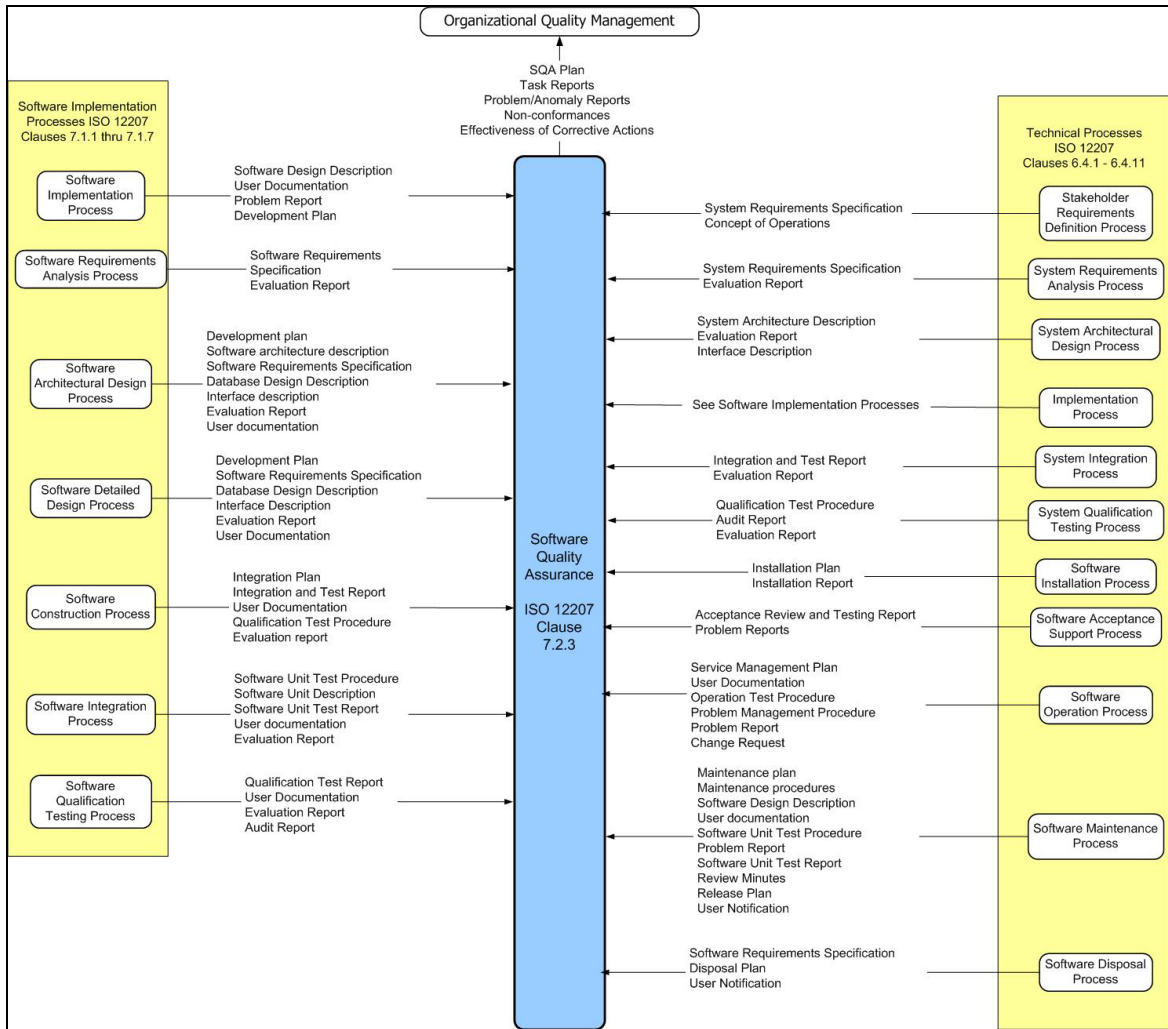 Organizational Quality Management
SQA Plan
Task Reports
Problem/Anomaly Reports
Non-conformances
Effectiveness of Corrective Actions
Software Implementation
Processes ISO 12207
Clauses 7.1.1 thru 7.1.7
Software
Implementation
Process
Software Design Description
User Documentation
Problem Report
Development Plan
Software Requirements
Analysis Process
Software Requirements
Specification
Evaluation Report
Software
Architectural Design
Process
Development plan
Software architecture description
Software Requirements Specification
Database Design Description
Interface description
Evaluation Report
User documentation
Software Detailed
Design Process
Development Plan
Software Requirements Specification
Database Design Description
Interface Description
Evaluation Report
User Documentation
Software
Construction Process
Integration Plan
Integration and Test Report
User Documentation
Qualification Test Procedure
Evaluation report
Software Integration
Process
Software Unit Test Procedure
Software Unit Description
Software Unit Test Report
User documentation
Evaluation Report
Software
Qualification
Testing Process
Qualification Test Report
User Documentation
Evaluation Report
Audit Report
Software
Quality
Assurance
ISO 12207
Clause
7.2.3
Technical Processes
ISO 12207
Clauses 6.4.1 - 6.4.11
System Requirements Specification
Concept of Operations
Stakeholder
Requirements
Definition Process
System Requirements Specification
Evaluation Report
System Requirements
Analysis Process
System Architecture Description
Evaluation Report
Interface Description
System Architectural
Design Process
See Software Implementation Processes
Implementation
Process
Integration and Test Report
Evaluation Report
System Integration
Process
Qualification Test Procedure
Audit Report
Evaluation Report
System Qualification
Testing Process
Installation Plan
Installation Report
Software
Installation Process
Acceptance Review and Testing Report
Problem Reports
Software Acceptance
Support Process
Service Management Plan
User Documentation
Operation Test Procedure
Problem Management Procedure
Problem Report
Change Request
Software
Operation Process
Maintenance plan
Maintenance procedures
Software Design Description
User documentation
Software Unit Test Procedure
Problem Report
Software Unit Test Report
Review Minutes
Release Plan
User Notification
Software Maintenance
Process
Software Requirements Specification
Disposal Plan
User Notification
Software Disposal
Process